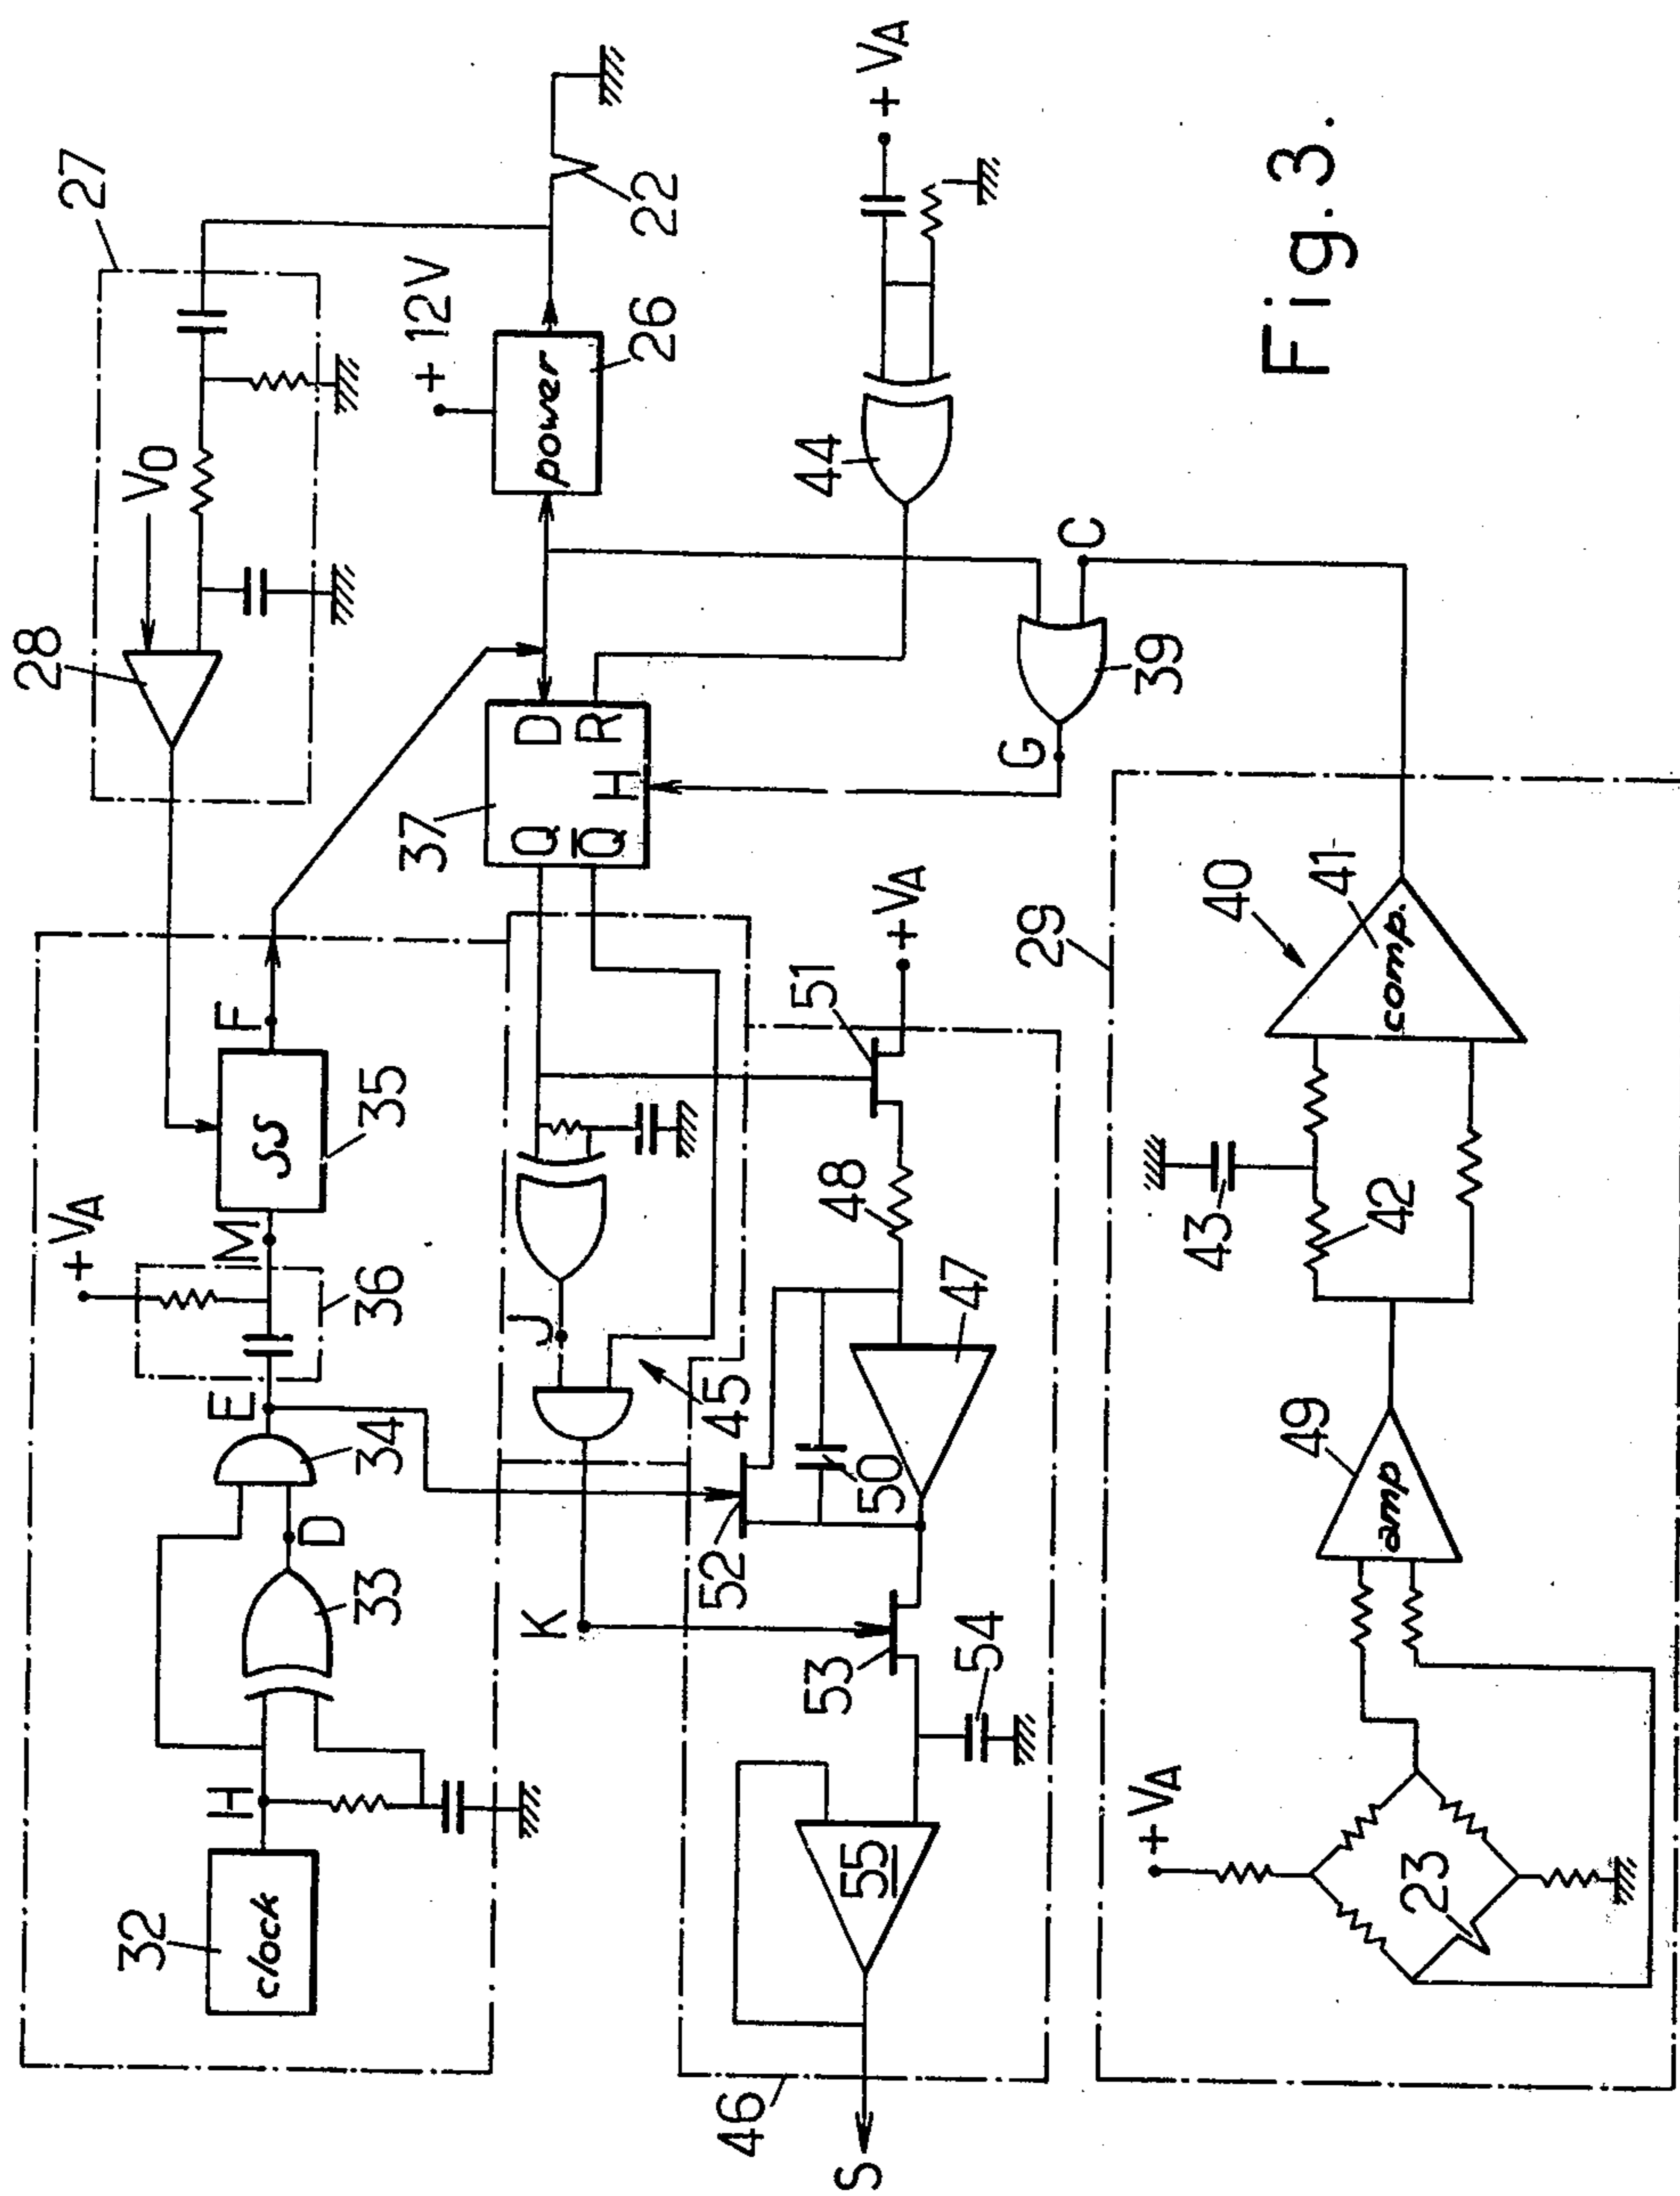 27
28
V0
+ 12V
power
26
22
+ VA
44
37
Q
D
Q
R
H
G
C
39
+ VA
SS
35
F
M
36
E
34
D
33
H
32
clock
J
45
K
51
+ VA
48
47
50
52
53
54
55
46
S
29
40
41
comp.
43
42
49
amp
+ VA
23
Fig.3.